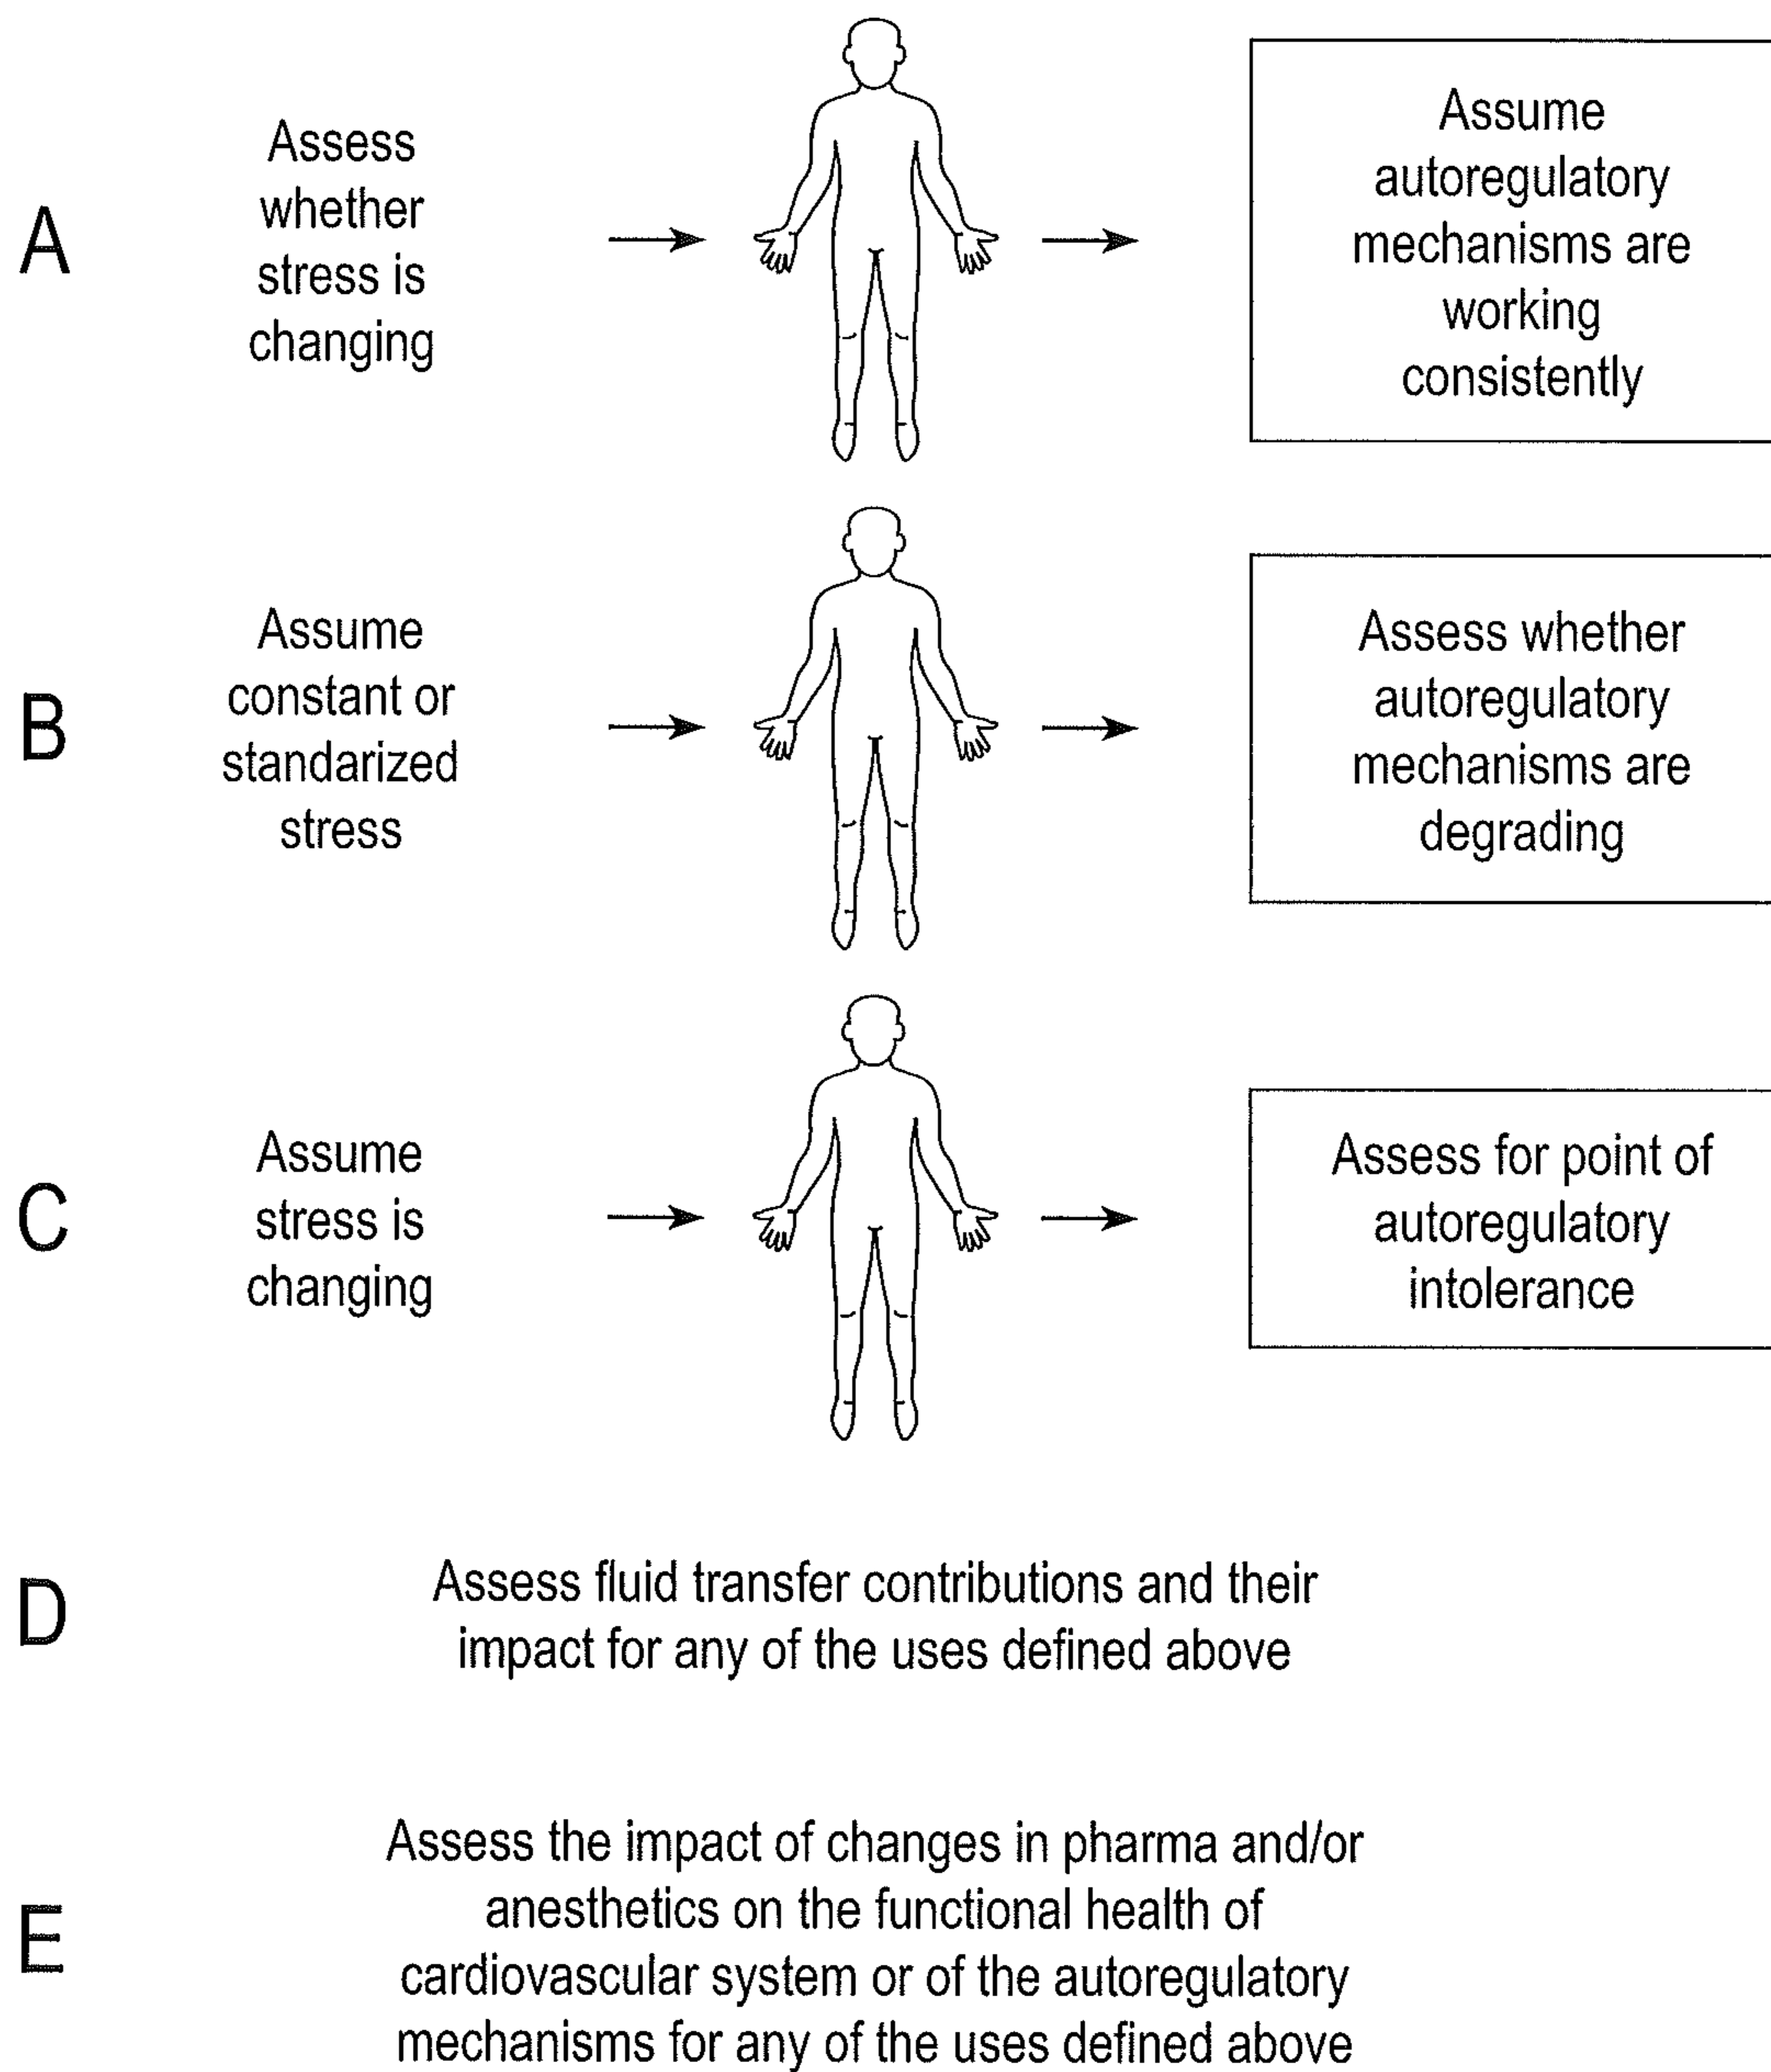 A
Assess
whether
stress is
changing
Assume
autoregulatory
mechanisms are
working
consistently
B
Assume
constant or
standarized
stress
Assess whether
autoregulatory
mechanisms are
degrading
C
Assume
stress is
changing
Assess for point of
autoregulatory
intolerance
D
Assess fluid transfer contributions and their
impact for any of the uses defined above
E
Assess the impact of changes in pharma and/or
anesthetics on the functional health of
cardiovascular system or of the autoregulatory
mechanisms for any of the uses defined above